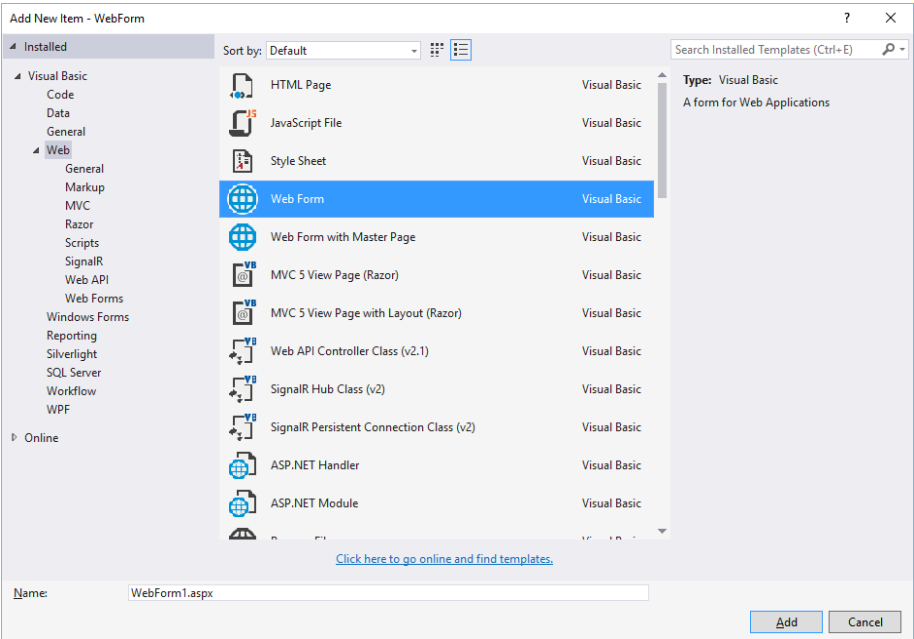 Add New Item - WebForm ? X
Installed
Sort by: Default
Search Installed Templates (Ctrl+E)
Visual Basic
Code
Data
General
Web
General
Markup
MVC
Razor
Scripts
SignalR
Web API
Web Forms
Windows Forms
Reporting
Silverlight
SQL Server
Workflow
WPF
Online
HTML Page Visual Basic
JS
JavaScript File Visual Basic
Style Sheet Visual Basic
Web Form Visual Basic
Web Form with Master Page Visual Basic
VB
@
MVC 5 View Page (Razor) Visual Basic
VB
@
MVC 5 View Page with Layout (Razor) Visual Basic
VB
Web API Controller Class (v2.1) Visual Basic
VB
SignalR Hub Class (v2) Visual Basic
VB
SignalR Persistent Connection Class (v2) Visual Basic
ASP.NET Handler Visual Basic
ASP.NET Module Visual Basic
Type: Visual Basic
A form for Web Applications
Click here to go online and find templates.
Name: WebForm1.aspx
Add Cancel